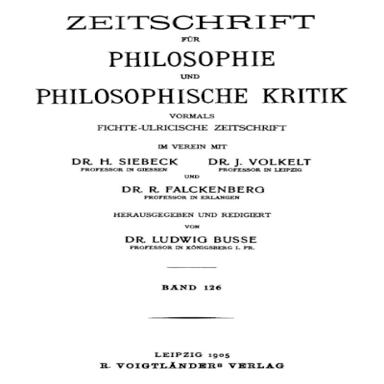 ZEITSCHRIFT
FÜR
PHILOSOPHIE
UND
PHILOSOPHISCHE KRITIK
VORMALS
FICHTE-ULRICISCHE ZEITSCHRIFT
IM VEREIN MIT
DR. H. SIEBECK DR. J. VOLKELT
PROFESSOR IN GIESSEN PROFESSOR IN LEIPZIG
UND
DR. R. FALCKENBERG
PROFESSOR IN ERLANGEN
HERAUSGEGEBEN UND REDIGIERT
VON
DR. LUDWIG BUSSE
PROFESSOR IN KÖNIGSBERG I. PR.
BAND 126
LEIPZIG 1905
R. VOIGTLÄNDERS VERLAG